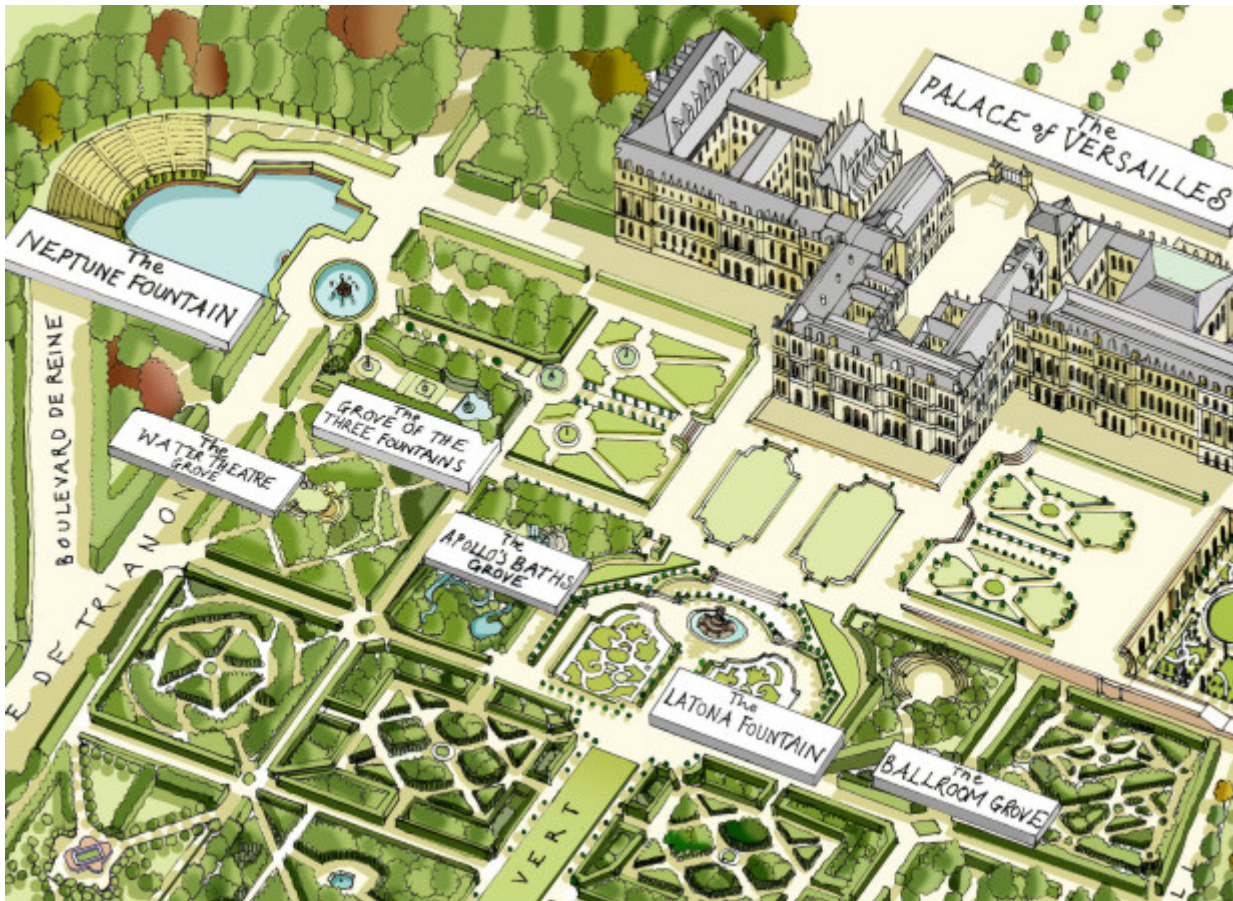 The
PALACE of VERSAILLES
The
NEPTUNE FOUNTAIN
BOULEVARD DE REINE
The
GROVE OF THE
THREE FOUNTAINS
The
WATER THEATRE
GROVE
The
APOLLO'S BATHS
GROVE
E DE TRIANON
The
LATONA FOUNTAIN
The
BALLROOM GROVE
VERT
LI